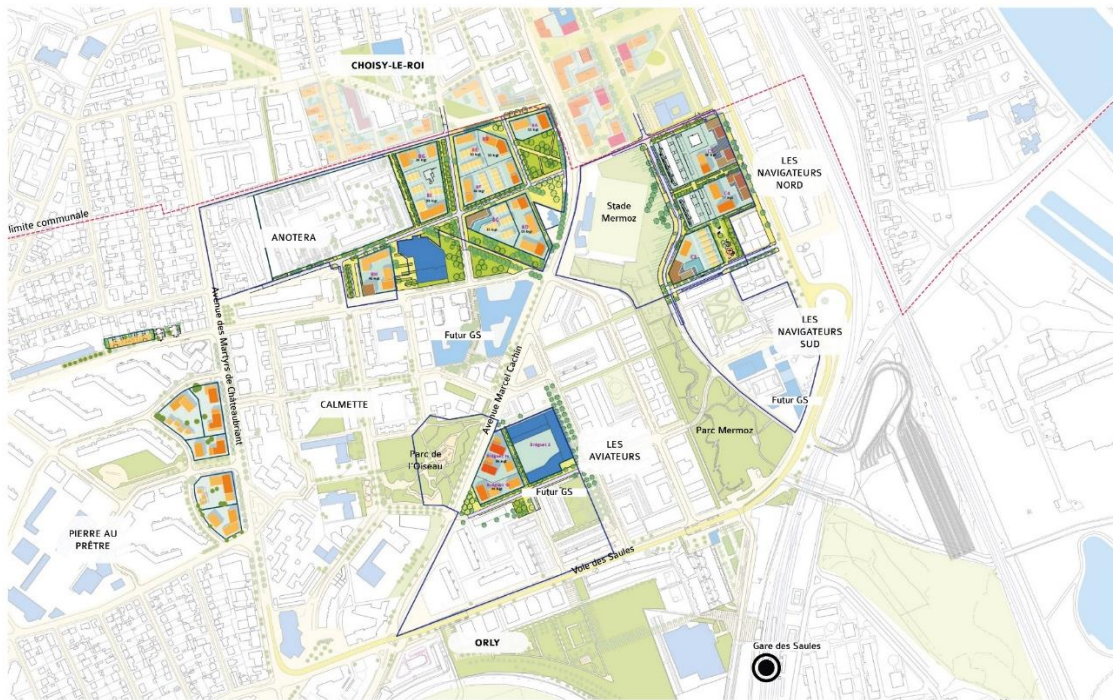 CHOISY-LE-ROI
LES
NAVIGATEURS
NORD
Stade
Mermoz
limite communale
ANOTERA
Avenue des Martyrs de Châteaubriant
Futur GS
Avenue Marcel Cachin
LES
NAVIGATEURS
SUD
Futur GS
CALMETTE
Parc Mermoz
Parc de
l'Oiseau
LES
AVIATEURS
Futur GS
PIERRE AU
PRÊTRE
Voie des Saules
ORLY
Gare des Saules